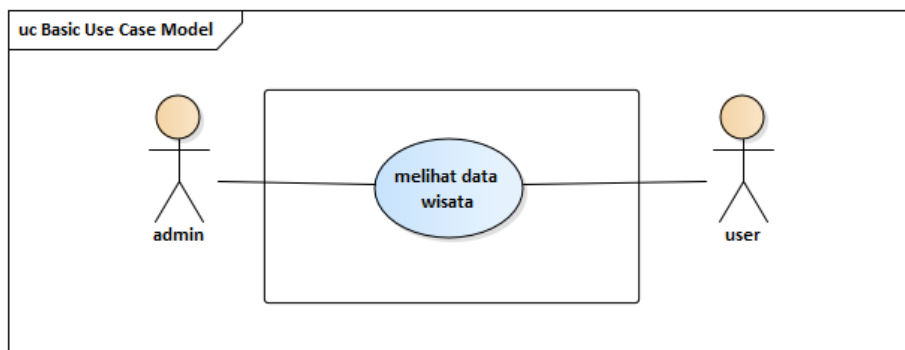 uc Basic Use Case Model
melihat data
wisata
admin
user